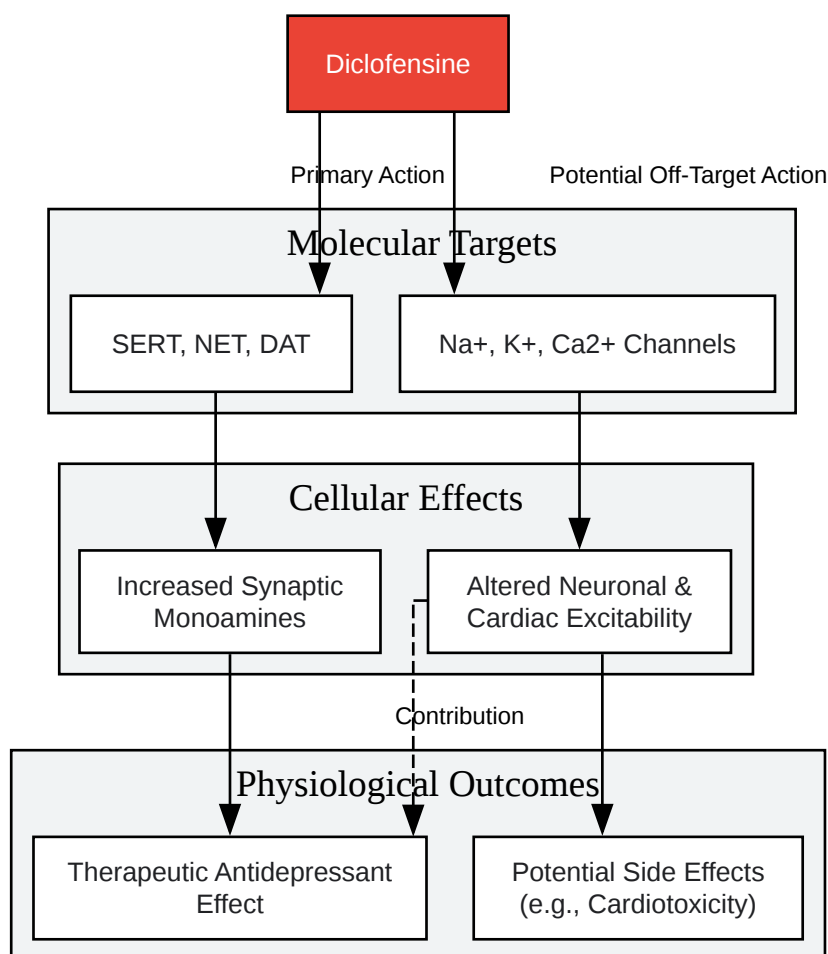 Diclofensine
Primary Action
Potential Off-Target Action
Molecular Targets
SERT, NET, DAT
Na+, K+, Ca2+ Channels
Cellular Effects
Increased Synaptic
Monoamines
Altered Neuronal &
Cardiac Excitability
Contribution
Physiological Outcomes
Therapeutic Antidepressant
Effect
Potential Side Effects
(e.g., Cardiotoxicity)